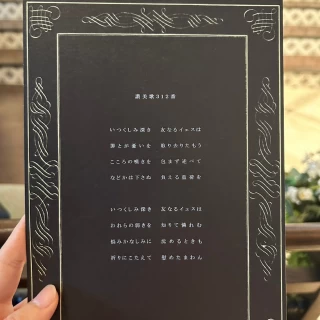 讃美歌312番
いつくしみ深き　友なるイェスは
罪とが憂いを　取り去りたもう
こころの嘆きを　包まず述べて
などかは下さぬ　負える重荷を
いつくしみ深き　友なるイェスは
われらの弱きを　知りて憐れむ
悩みかなしみに　沈めるときも
祈りにこたえて　慰めたまわん